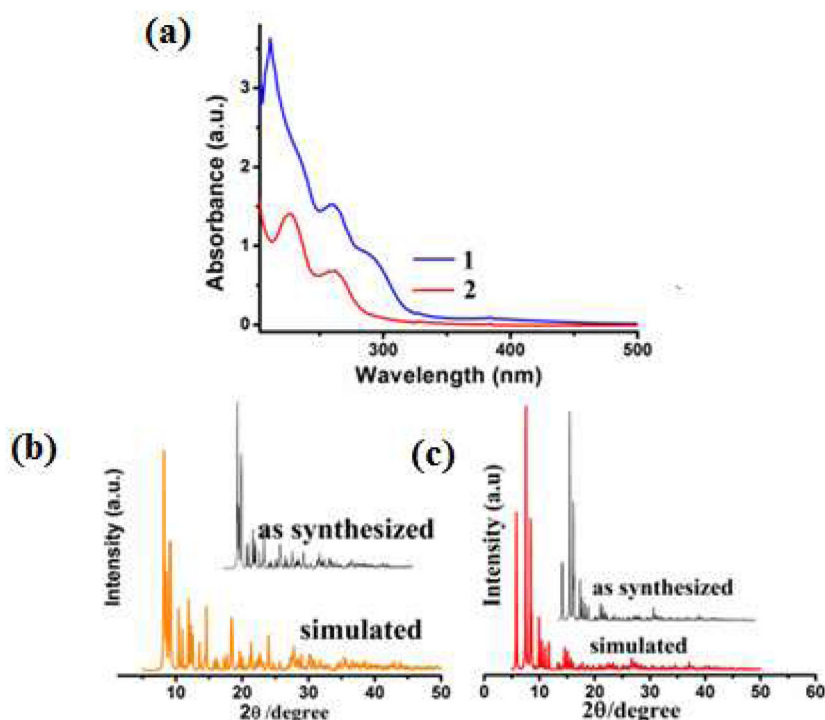 (a)
Absorbance (a.u.)
3
2
1
0
1
2
300
400
500
Wavelength (nm)
(b)
Intensity (a.u.)
as synthesized
simulated
10
20
30
40
50
2θ /degree
(c)
Intensity (a.u)
as synthesized
simulated
0
10
20
30
40
50
60
2θ/degree